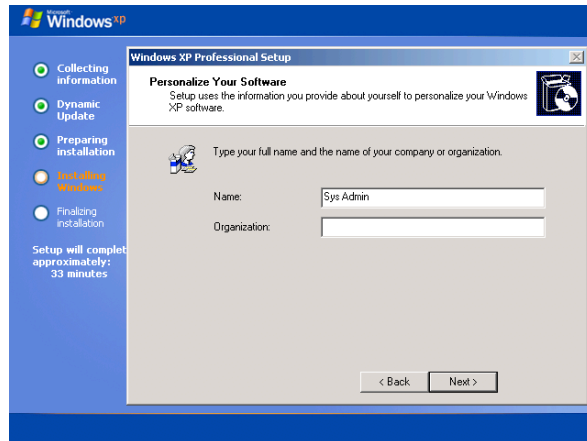 Microsoft
Windows xp
Collecting
information
Dynamic
Update
Preparing
installation
Installing
Windows
Finalizing
installation
Setup will complet
approximately:
33 minutes
Windows XP Professional Setup
Personalize Your Software
Setup uses the information you provide about yourself to personalize your Windows
XP software.
Type your full name and the name of your company or organization.
Name:
Sys Admin
Organization:
< Back
Next >